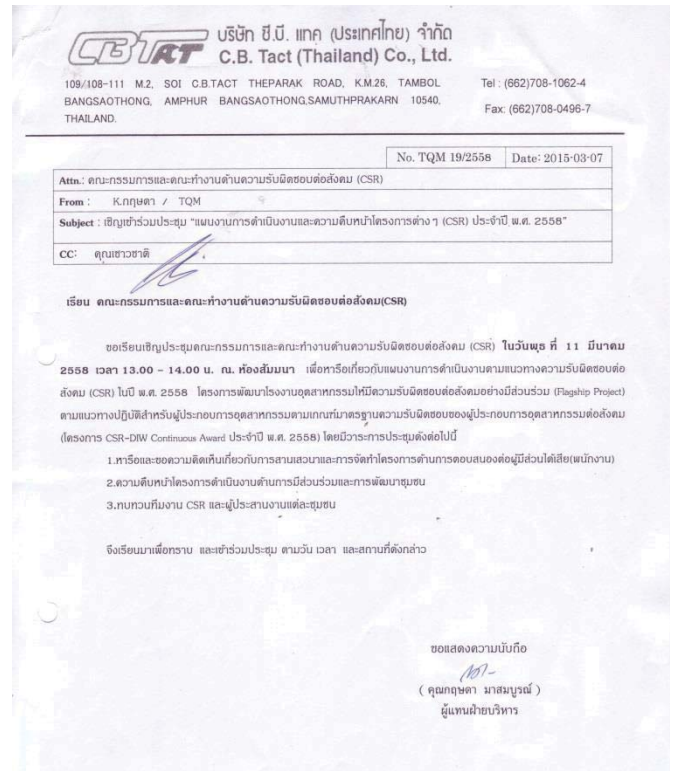 CBTACT บริษัท ซี.บี. แทค (ประเทศไทย) จำกัด
C.B. Tact (Thailand) Co., Ltd.
109/108-111 M.2, SOI C.B.TACT THEPARAK ROAD, K.M.26, TAMBOL
BANGSAOTHONG, AMPHUR BANGSAOTHONG,SAMUTHPRAKARN 10540,
THAILAND.
Tel : (662)708-1062-4
Fax: (662)708-0496-7
No. TQM 19/2558 Date: 2015-03-07
Attn.: คณะกรรมการและคณะทำงานด้านความรับผิดชอบต่อสังคม (CSR)
From : K.กฤษดา / TQM
Subject : เชิญเข้าร่วมประชุม "แผนงานการดำเนินงานและความคืบหน้าโครงการต่าง ๆ (CSR) ประจำปี พ.ศ. 2558"
CC: คุณเชาวชาติ
เรียน คณะกรรมการและคณะทำงานด้านความรับผิดชอบต่อสังคม(CSR)
ขอเรียนเชิญประชุมคณะกรรมการและคณะทำงานด้านความรับผิดชอบต่อสังคม (CSR) ในวันพุธ ที่ 11 มีนาคม
2558 เวลา 13.00 - 14.00 น. ณ. ห้องสัมมนา เพื่อหารือเกี่ยวกับแผนงานการดำเนินงานตามแนวทางความรับผิดชอบต่อ
สังคม (CSR) ในปี พ.ศ. 2558 โครงการพัฒนาโรงงานอุตสาหกรรมให้มีความรับผิดชอบต่อสังคมอย่างมีส่วนร่วม (Flagship Project)
ตามแนวทางปฏิบัติสำหรับผู้ประกอบการอุตสาหกรรมตามเกณฑ์มาตรฐานความรับผิดชอบของผู้ประกอบการอุตสาหกรรมต่อสังคม
(โครงการ CSR-DIW Continuous Award ประจำปี พ.ศ. 2558) โดยมีวาระการประชุมดังต่อไปนี้
1.หารือและขอความคิดเห็นเกี่ยวกับการสานเสวนาและการจัดทำโครงการด้านการตอบสนองต่อผู้มีส่วนได้เสีย(พนักงาน)
2.ความคืบหน้าโครงการดำเนินงานด้านการมีส่วนร่วมและการพัฒนาชุมชน
3.ทบทวนทีมงาน CSR และผู้ประสานงานแต่ละชุมชน
จึงเรียนมาเพื่อทราบ และเข้าร่วมประชุม ตามวัน เวลา และสถานที่ดังกล่าว
ขอแสดงความนับถือ
( คุณกฤษดา มาสมบูรณ์ )
ผู้แทนฝ่ายบริหาร